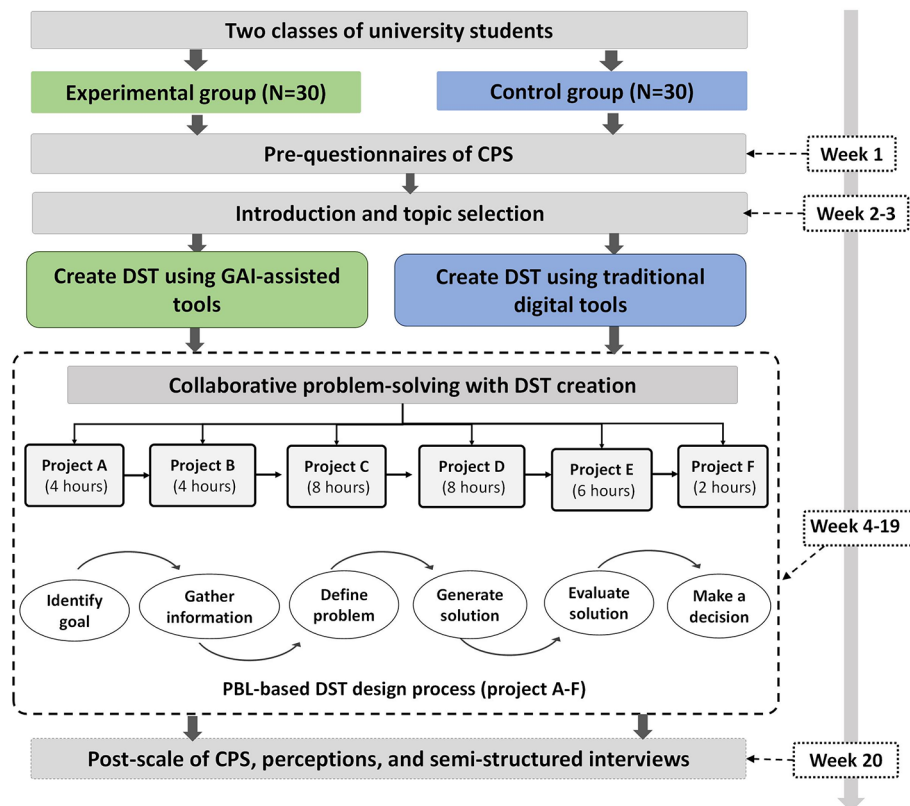 Two classes of university students
Experimental group (N=30)
Control group (N=30)
Pre-questionnaires of CPS
Week 1
Introduction and topic selection
Week 2-3
Create DST using GAI-assisted
tools
Create DST using traditional
digital tools
Collaborative problem-solving with DST creation
Project A
(4 hours)
Project B
(4 hours)
Project C
(8 hours)
Project D
(8 hours)
Project E
(6 hours)
Project F
(2 hours)
Week 4-19
Identify
goal
Gather
information
Define
problem
Generate
solution
Evaluate
solution
Make a
decision
PBL-based DST design process (project A-F)
Post-scale of CPS, perceptions, and semi-structured interviews
Week 20